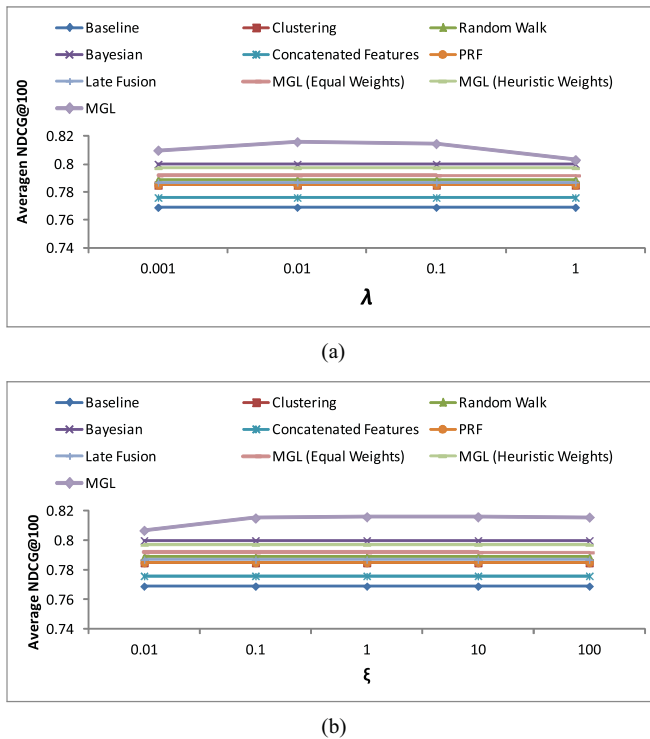 Baseline Clustering Random Walk
Bayesian Concatenated Features PRF
Late Fusion MGL (Equal Weights) MGL (Heuristic Weights)
MGL
Averagen NDCG@100
0.82
0.8
0.78
0.76
0.74
0.001 0.01 0.1 1
λ
(a)
Baseline Clustering Random Walk
Bayesian Concatenated Features PRF
Late Fusion MGL (Equal Weights) MGL (Heuristic Weights)
MGL
Average NDCG@100
0.82
0.8
0.78
0.76
0.74
0.01 0.1 1 10 100
ξ
(b)